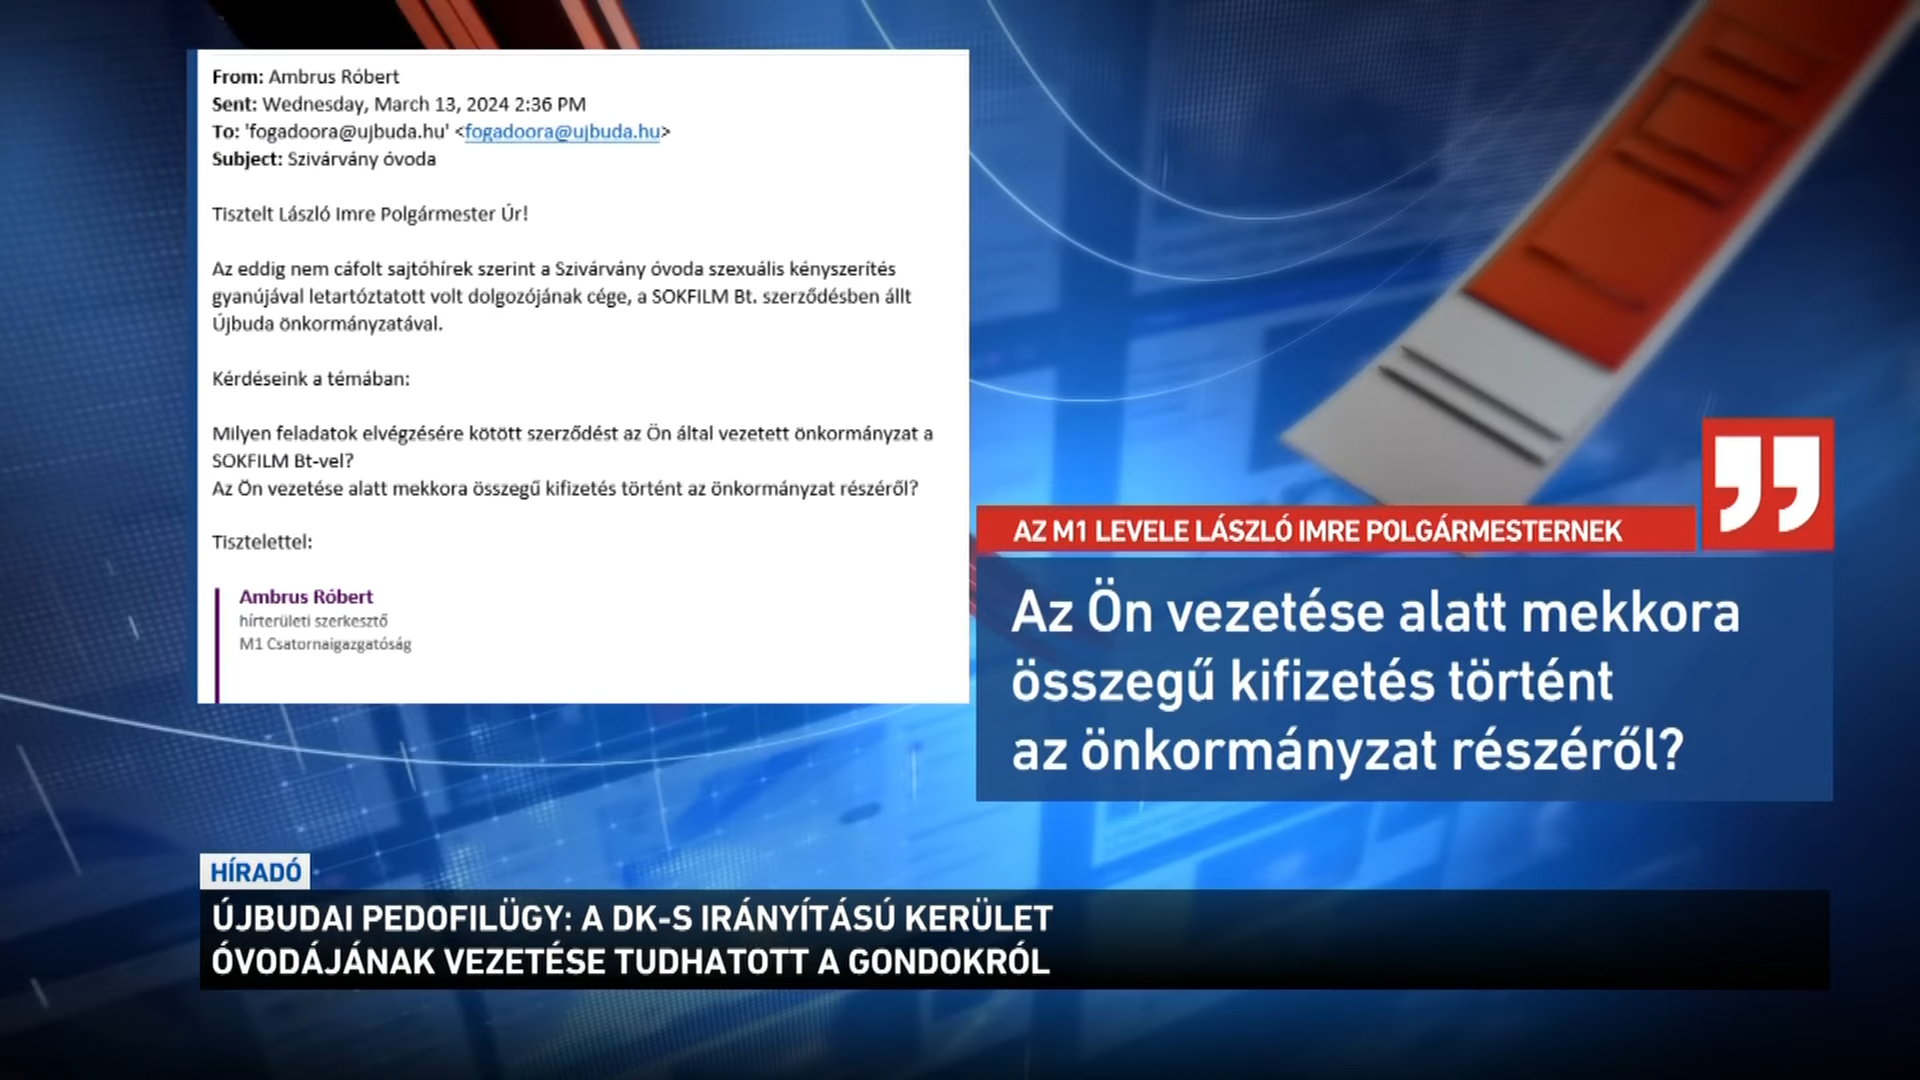 From: Ambrus Róbert
Sent: Wednesday, March 13, 2024 2:36 PM
To: 'fogadoora@ujbuda.hu' <fogadoora@ujbuda.hu>
Subject: Szivárvány óvoda
Tisztelt László Imre Polgármester Úr!
Az eddig nem cáfolt sajtóhírek szerint a Szivárvány óvoda szexuális kényszerítés
gyanújával letartóztatott volt dolgozójának cége, a SOKFILM Bt. szerződésben állt
Újbuda önkormányzatával.
Kérdéseink a témában:
Milyen feladatok elvégzésére kötött szerződést az Ön által vezetett önkormányzat a
SOKFILM Bt-vel?
Az Ön vezetése alatt mekkora összegű kifizetés történt az önkormányzat részéről?
Tisztelettel:
Ambrus Róbert
hírterületi szerkesztő
M1 Csatornaigazgatóság
AZ M1 LEVELE LÁSZLÓ IMRE POLGÁRMESTERNEK
Az Ön vezetése alatt mekkora
összegű kifizetés történt
az önkormányzat részéről?
HÍRADÓ
ÚJBUDAI PEDOFILÜGY: A DK-S IRÁNYÍTÁSÚ KERÜLET
ÓVODÁJÁNAK VEZETÉSE TUDHATOTT A GONDOKRÓL